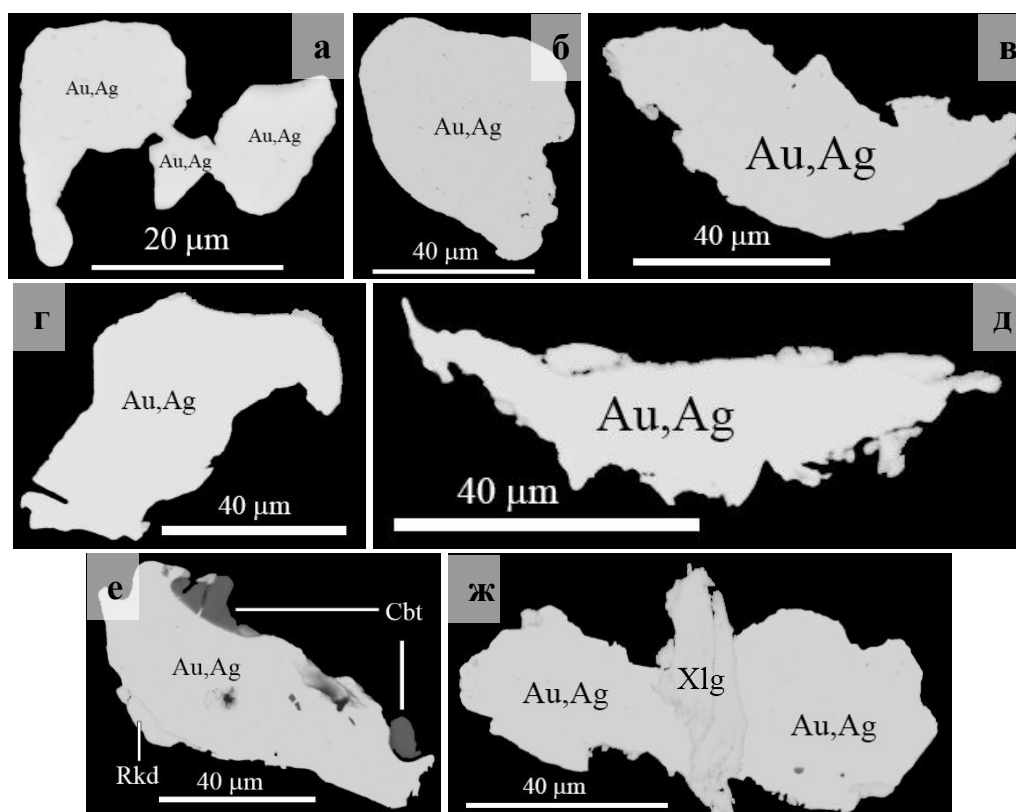 а
Au,Ag
Au,Ag
Au,Ag
20 µm
б
Au,Ag
40 µm
в
Au,Ag
40 µm
г
Au,Ag
40 µm
д
Au,Ag
40 µm
е
Cbt
Au,Ag
Rkd
40 µm
ж
Au,Ag
Xlg
Au,Ag
40 µm